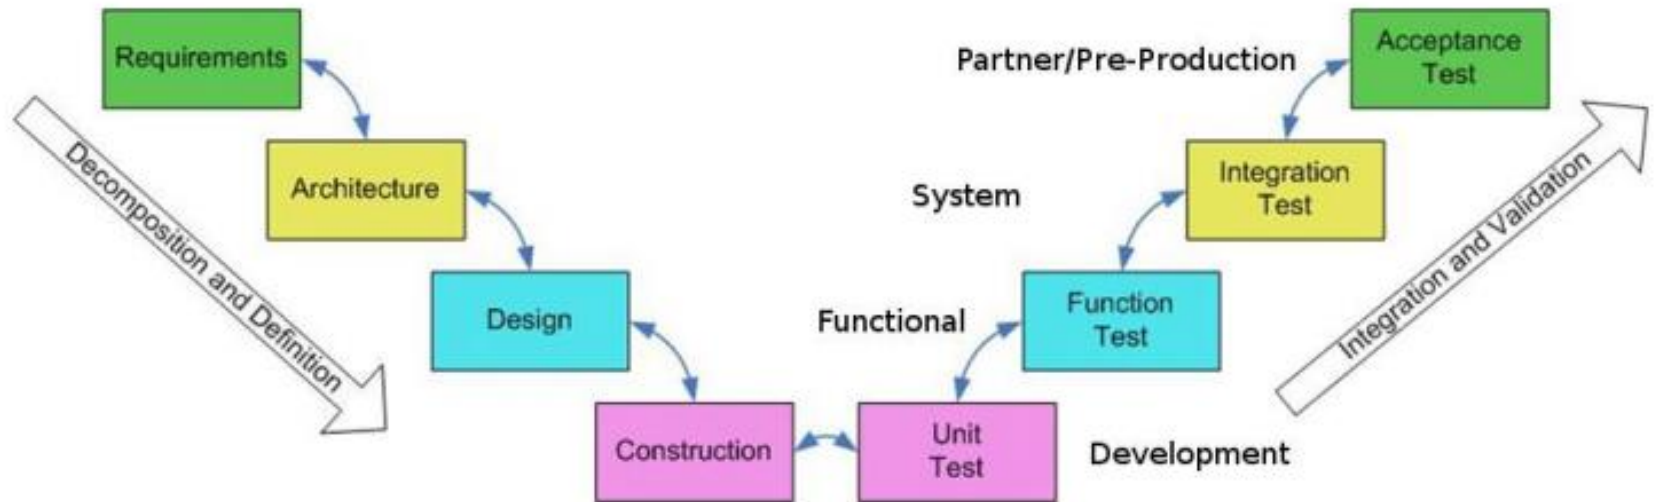 Requirements
Partner/Pre-Production
Acceptance
Test
Decomposition and Definition
Architecture
System
Integration
Test
Integration and Validation
Design
Functional
Function
Test
Construction
Unit
Test
Development